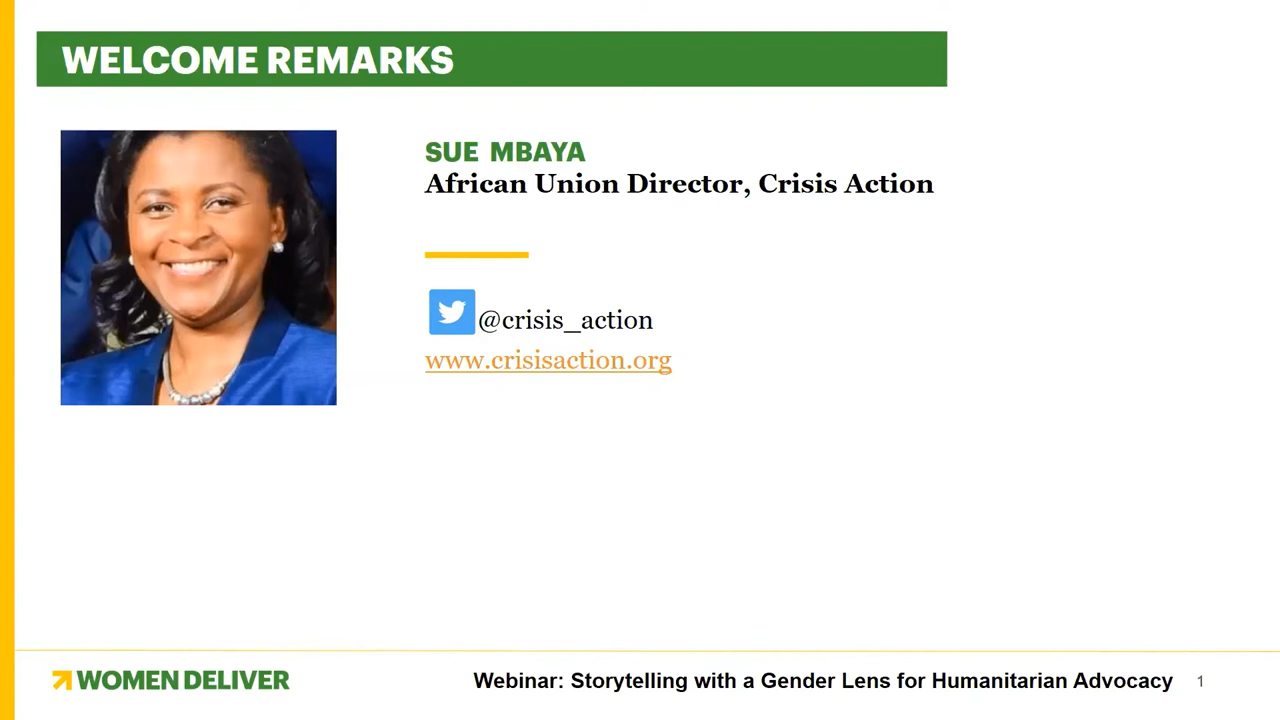 WELCOME REMARKS
SUE MBAYA
African Union Director, Crisis Action
@crisis_action
www.crisisaction.org
WOMEN DELIVER
Webinar: Storytelling with a Gender Lens for Humanitarian Advocacy
1